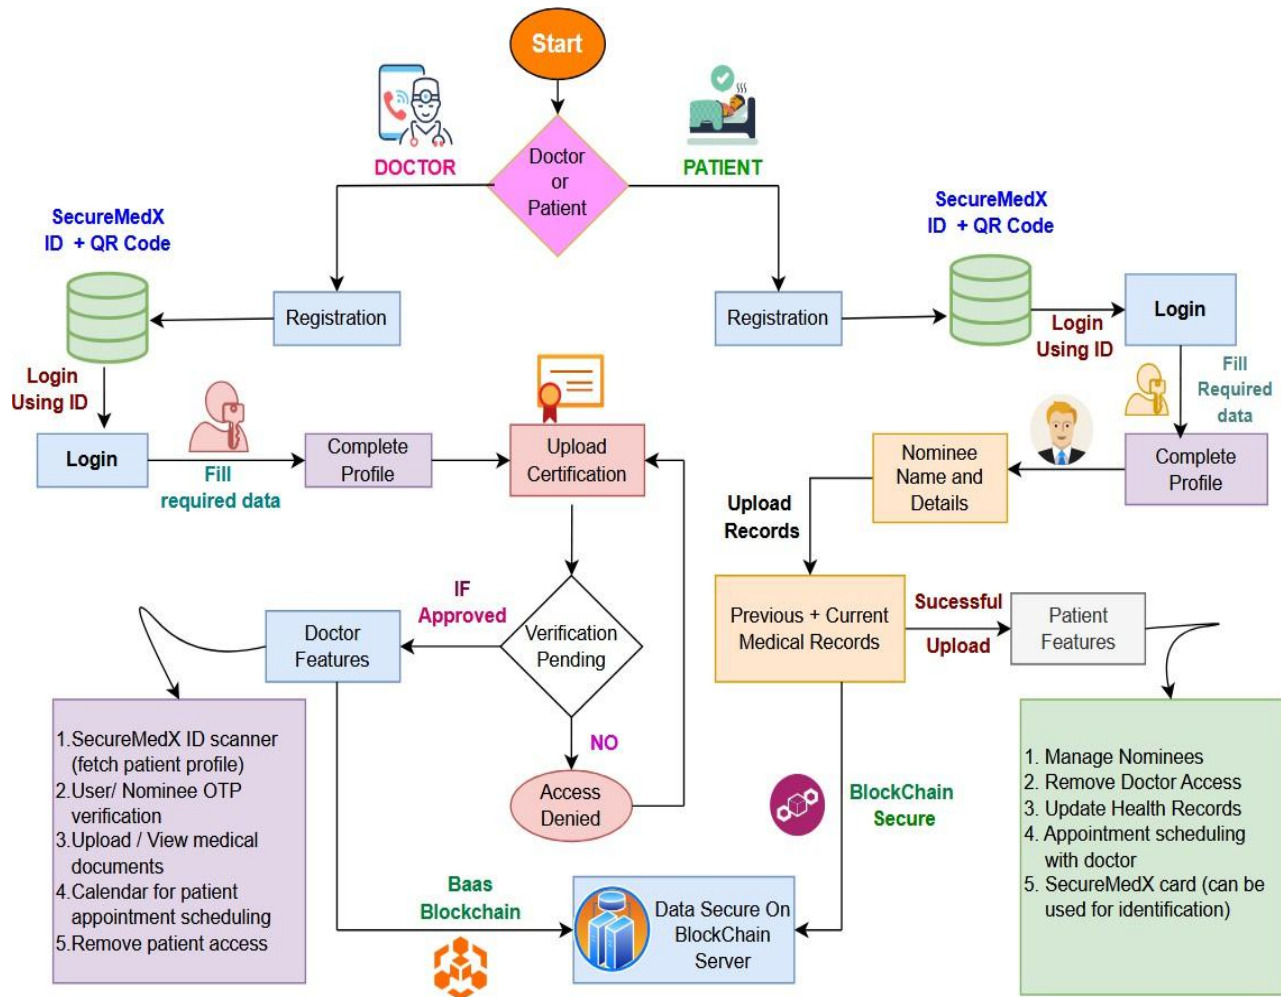 Start
DOCTOR
Doctor
or
Patient
PATIENT
SecureMedX
ID + QR Code
Registration
Login
Using ID
Login
Fill
required data
Complete
Profile
Upload
Certification
Verification
Pending
IF
Approved
Doctor
Features
NO
Access
Denied
1.SecureMedX ID scanner
(fetch patient profile)
2.User/ Nominee OTP
verification
3.Upload / View medical
documents
4.Calendar for patient
appointment scheduling
5.Remove patient access
Baas
Blockchain
Data Secure On
BlockChain
Server
SecureMedX
ID + QR Code
Registration
Login
Using ID
Login
Fill
Required
data
Complete
Profile
Nominee
Name and
Details
Upload
Records
Previous + Current
Medical Records
Sucessful
Upload
Patient
Features
BlockChain
Secure
1. Manage Nominees
2. Remove Doctor Access
3. Update Health Records
4. Appointment scheduling
with doctor
5. SecureMedX card (can be
used for identification)